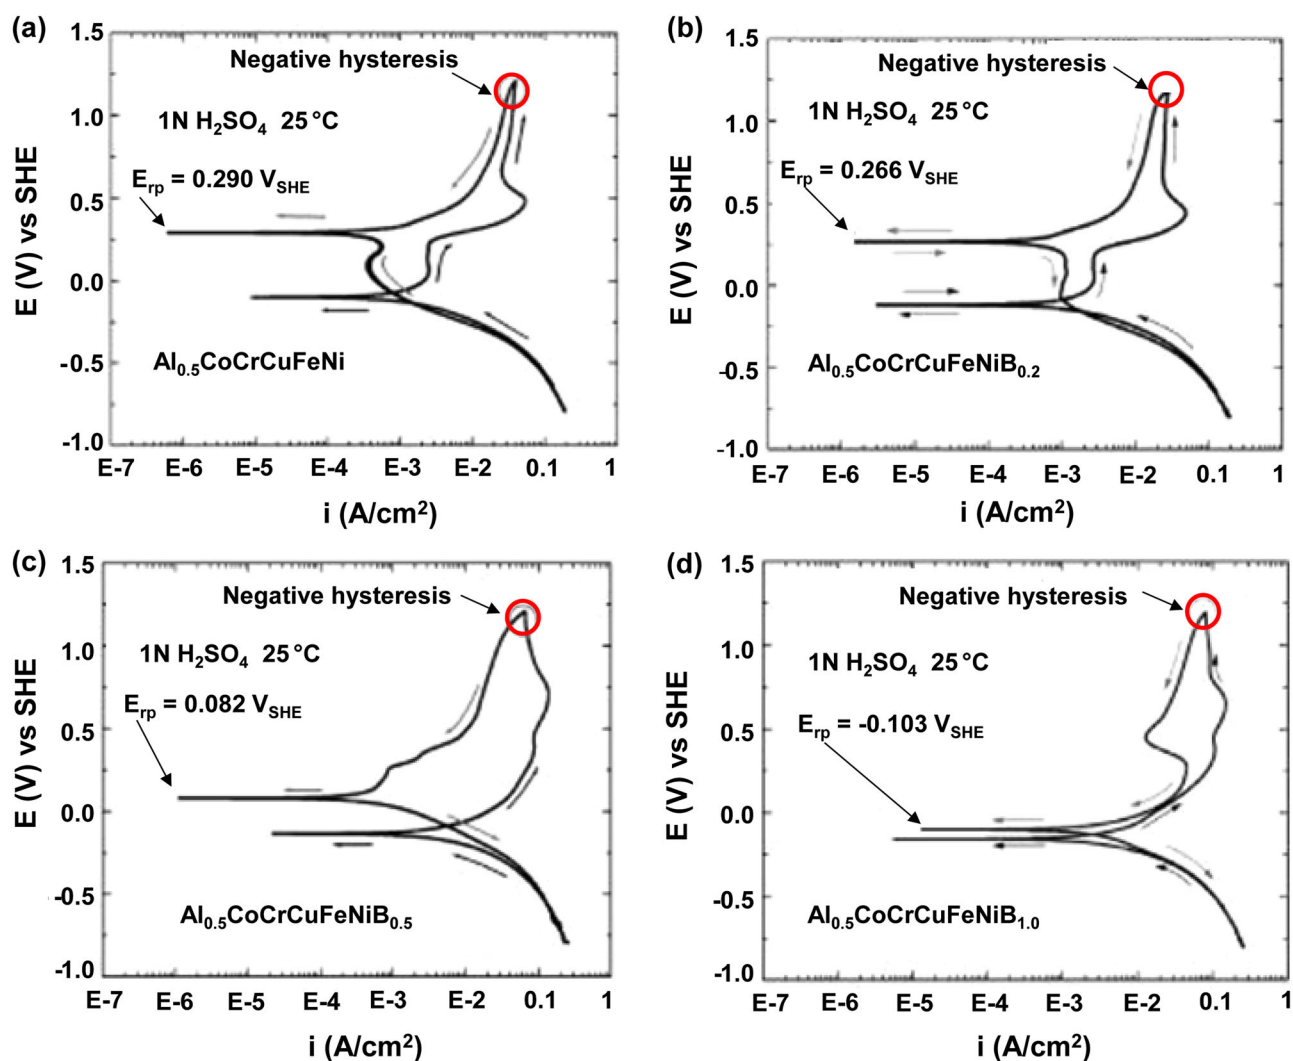 (a)
1.5
Negative hysteresis
1.0
1N H₂SO₄ 25 °C
E (V) vs SHE
0.5
Erp = 0.290 VSHE
0.0
-0.5
Al0.5CoCrCuFeNi
-1.0
E-7 E-6 E-5 E-4 E-3 E-2 0.1 1
i (A/cm²)
(b)
1.5
Negative hysteresis
1.0
1N H₂SO₄ 25 °C
E (V) vs SHE
Erp = 0.266 VSHE
0.5
0.0
-0.5
Al0.5CoCrCuFeNiB0.2
-1.0
E-7 E-6 E-5 E-4 E-3 E-2 0.1 1
i (A/cm²)
(c)
1.5
Negative hysteresis
1.0
1N H₂SO₄ 25 °C
E (V) vs SHE
Erp = 0.082 VSHE
0.5
0.0
-0.5
Al0.5CoCrCuFeNiB0.5
-1.0
E-7 E-6 E-5 E-4 E-3 E-2 0.1 1
i (A/cm²)
(d)
1.5
Negative hysteresis
1.0
1N H₂SO₄ 25 °C
E (V) vs SHE
Erp = -0.103 VSHE
0.5
0.0
-0.5
Al0.5CoCrCuFeNiB1.0
-1.0
E-7 E-6 E-5 E-4 E-3 E-2 0.1 1
i (A/cm²)